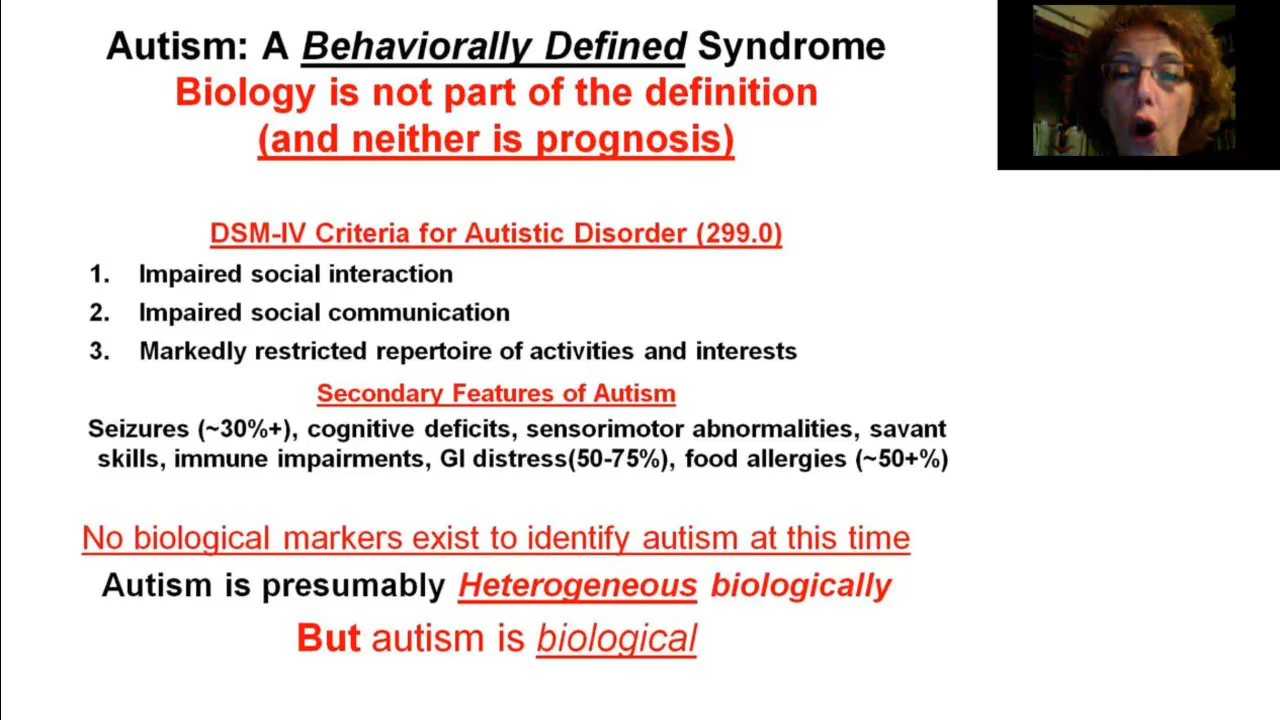 Autism: A Behaviorally Defined Syndrome
Biology is not part of the definition
(and neither is prognosis)
DSM-IV Criteria for Autistic Disorder (299.0)
1. Impaired social interaction
2. Impaired social communication
3. Markedly restricted repertoire of activities and interests
Secondary Features of Autism
Seizures (~30%+), cognitive deficits, sensorimotor abnormalities, savant
skills, immune impairments, GI distress(50-75%), food allergies (~50+%)
No biological markers exist to identify autism at this time
Autism is presumably Heterogeneous biologically
But autism is biological